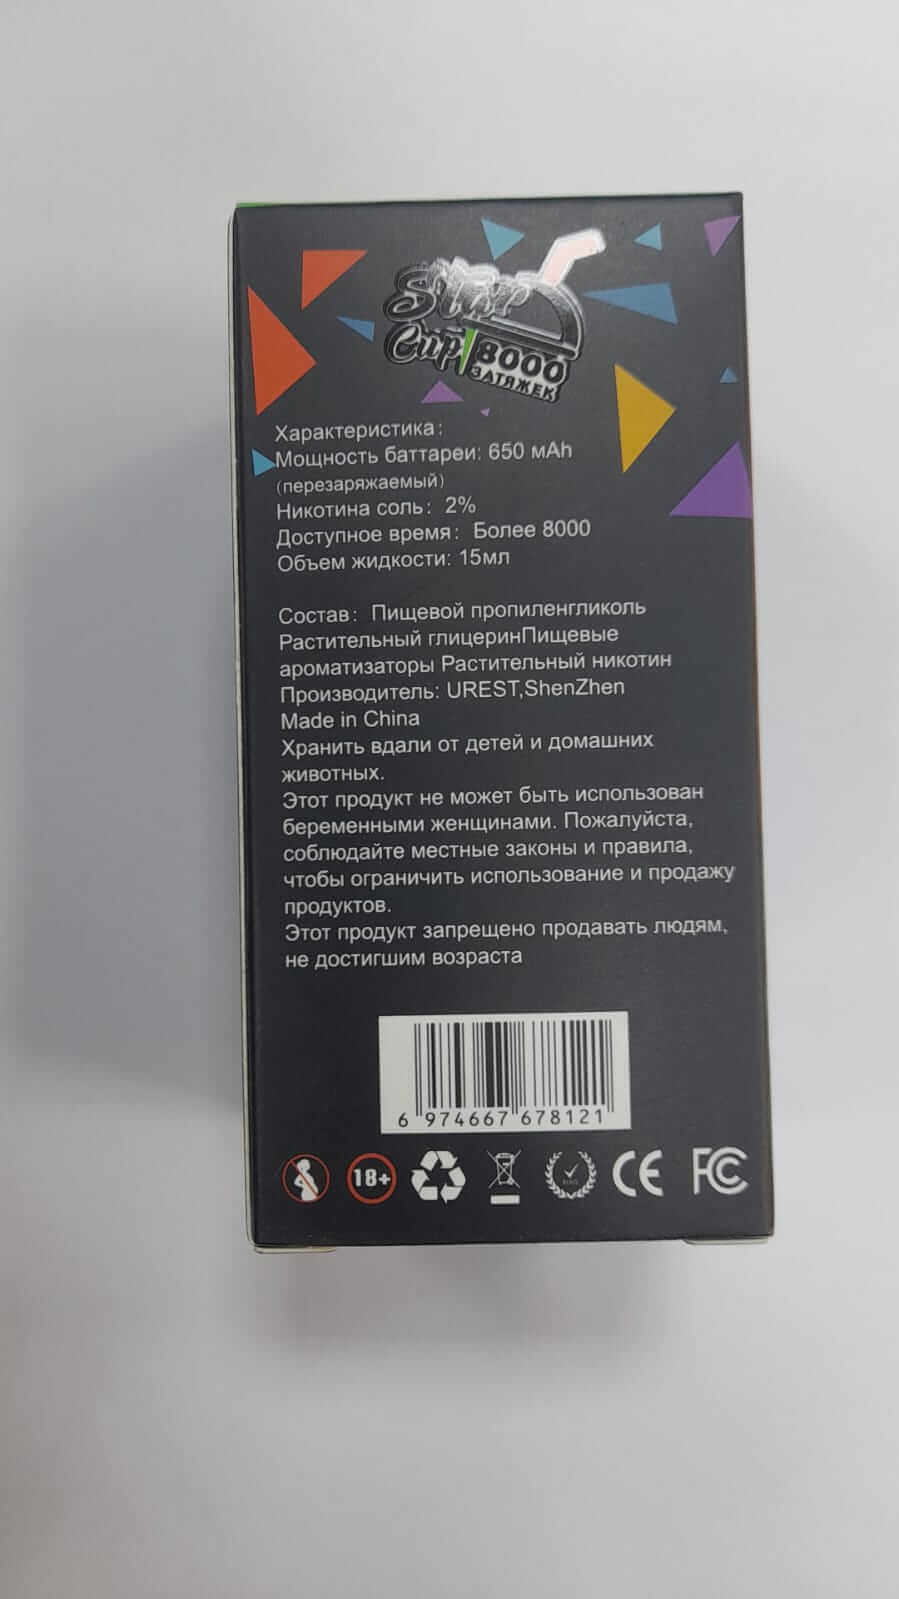 Star
Cup 8000
ЗАТЯЖЕК
Характеристика:
Мощность баттареи: 650 мАh
(перезаряжаемый)
Никотина соль: 2%
Доступное время: Более 8000
Объем жидкости: 15мл
Состав: Пищевой пропиленгликоль
Растительный глицеринПищевые
ароматизаторы Растительный никотин
Производитель: UREST,ShenZhen
Made in China
Хранить вдали от детей и домашних
животных.
Этот продукт не может быть использован
беременными женщинами. Пожалуйста,
соблюдайте местные законы и правила,
чтобы ограничить использование и продажу
продуктов.
Этот продукт запрещено продавать людям,
не достигшим возраста
6 974667 678121
18+ CE FC